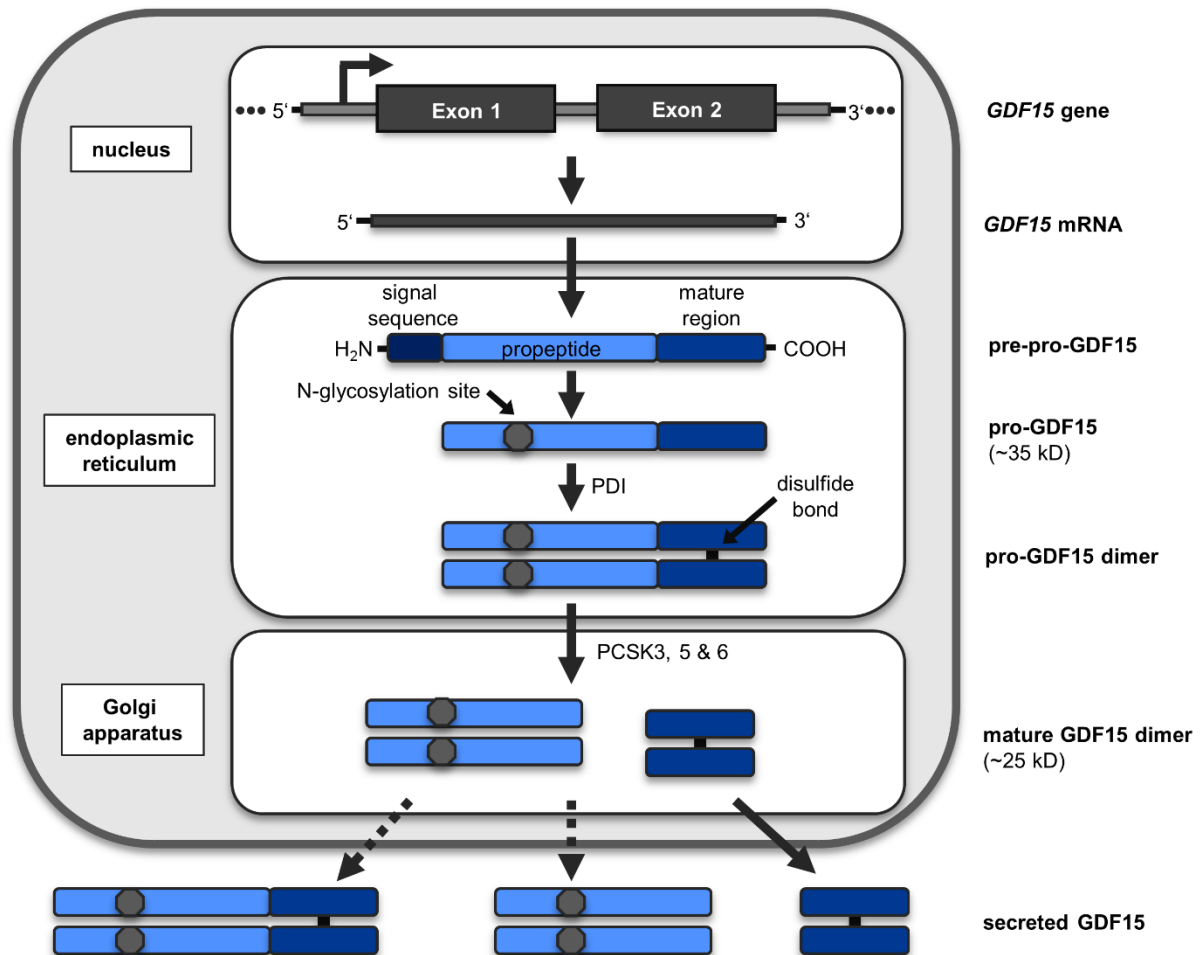 5‘
Exon 1
Exon 2
3‘
GDF15 gene
nucleus
5‘
3‘
GDF15 mRNA
signal
sequence
mature
region
H₂N
propeptide
COOH
pre-pro-GDF15
N-glycosylation site
endoplasmic
reticulum
pro-GDF15
(~35 kD)
PDI
disulfide
bond
pro-GDF15 dimer
PCSK3, 5 & 6
Golgi
apparatus
mature GDF15 dimer
(~25 kD)
secreted GDF15